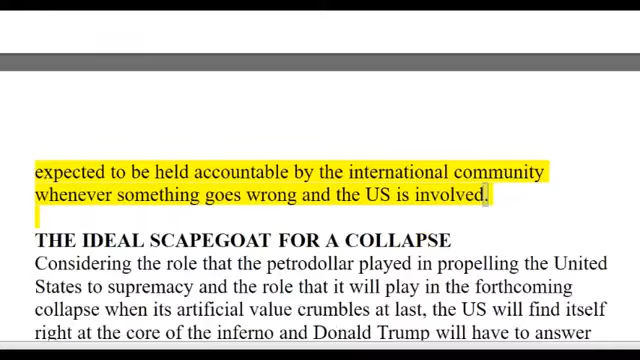 expected to be held accountable by the international community
whenever something goes wrong and the US is involved.
THE IDEAL SCAPEGOAT FOR A COLLAPSE
Considering the role that the petrodollar played in propelling the United
States to supremacy and the role that it will play in the forthcoming
collapse when its artificial value crumbles at last, the US will find itself
right at the core of the inferno and Donald Trump will have to answer